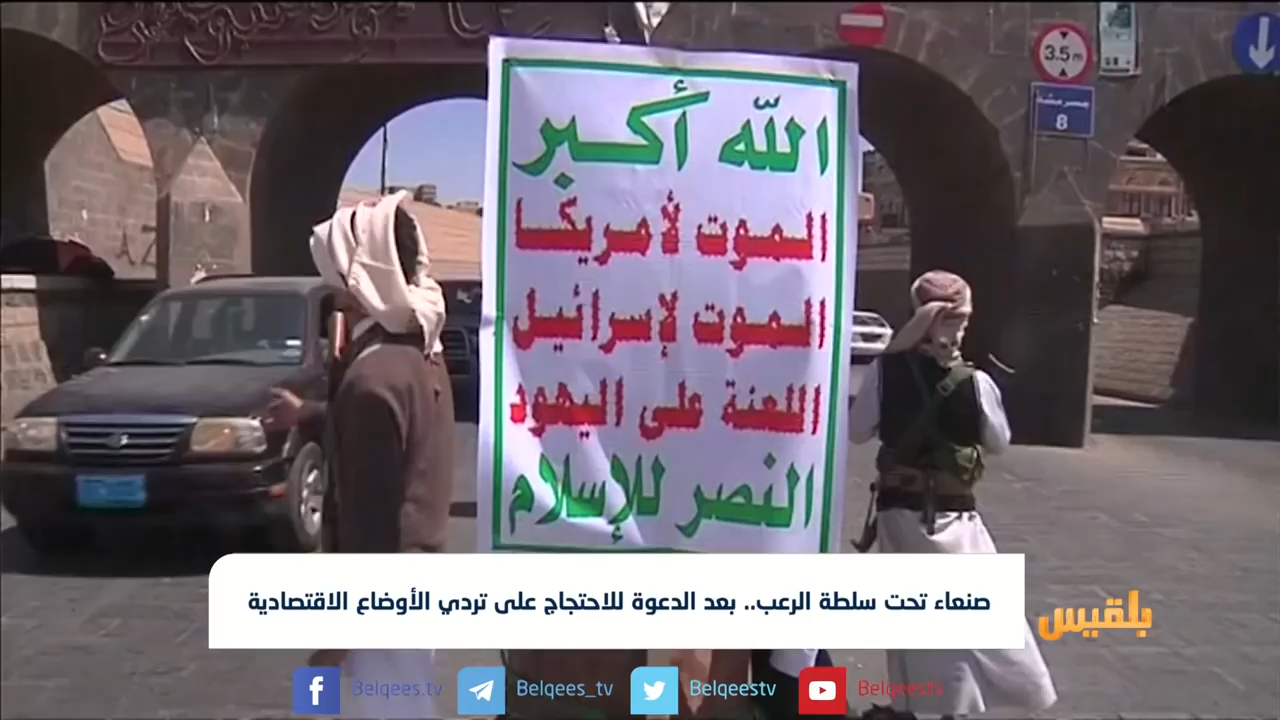 3.5m
مسرعشة
8
الله أكبر
الموت لأمريكا
الموت لإسرائيل
اللعنة على اليهود
النصر للإسلام
صنعاء تحت سلطة الرعب.. بعد الدعوة للاحتجاج على تردي الأوضاع الاقتصادية
بلقيس
Belqees.tv
Belqees_tv
Belqeestv
Belqeestv